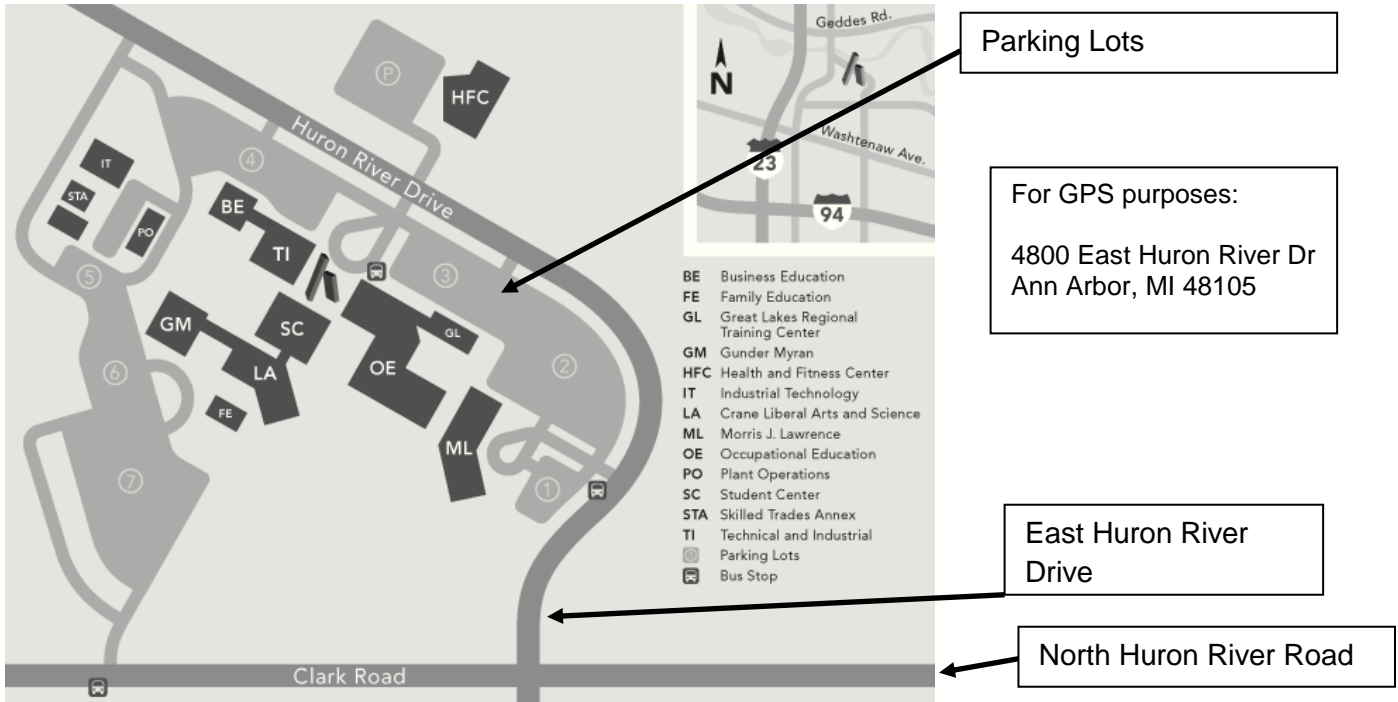 P
HFC
Huron River Drive
4
IT
STA
PO
BE
TI
3
5
GM
SC
GL
OE
2
6
LA
FE
ML
7
1
Clark Road
Geddes Rd.
N
Washtenaw Ave.
23
94
BE Business Education
FE Family Education
GL Great Lakes Regional
Training Center
GM Gunder Myran
HFC Health and Fitness Center
IT Industrial Technology
LA Crane Liberal Arts and Science
ML Morris J. Lawrence
OE Occupational Education
PO Plant Operations
SC Student Center
STA Skilled Trades Annex
TI Technical and Industrial
Parking Lots
Bus Stop
Parking Lots
For GPS purposes:
4800 East Huron River Dr
Ann Arbor, MI 48105
East Huron River
Drive
North Huron River Road